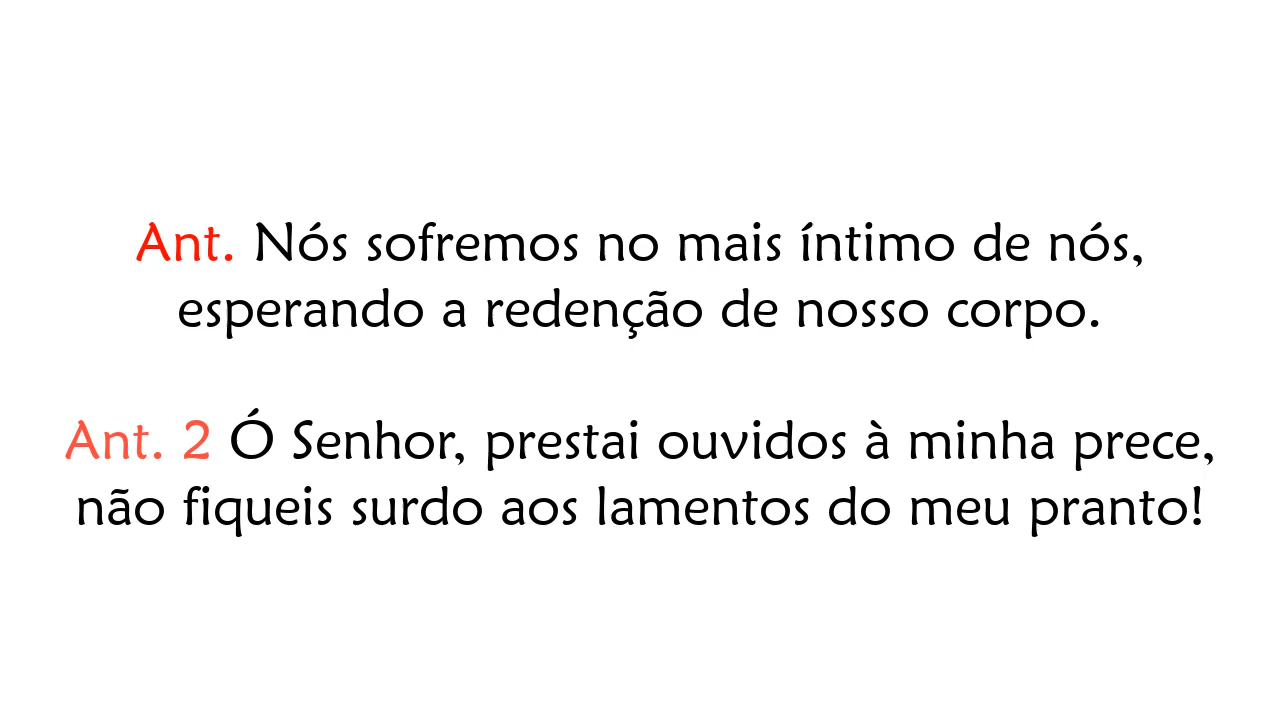 Ant. Nós sofremos no mais íntimo de nós,
esperando a redenção de nosso corpo.
Ant. 2 Ó Senhor, prestai ouvidos à minha prece,
não fiqueis surdo aos lamentos do meu pranto!